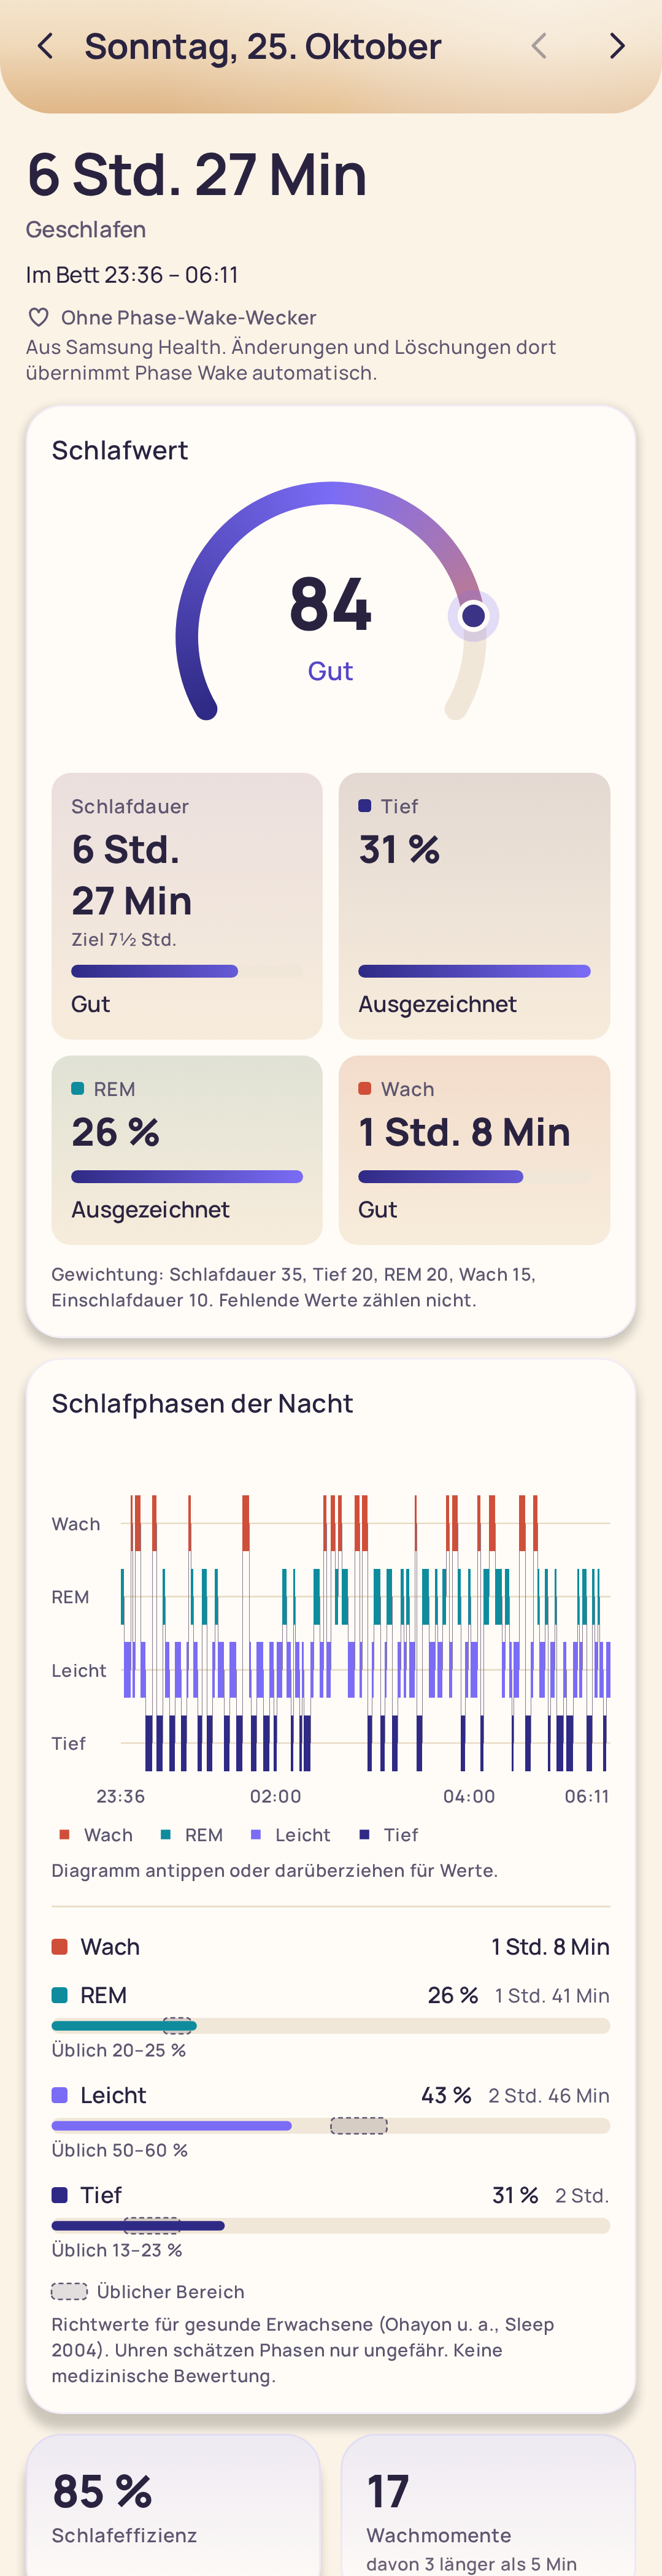 Sonntag, 25. Oktober
6 Std. 27 Min
Geschlafen
Im Bett 23:36 – 06:11
Ohne Phase-Wake-Wecker
Aus Samsung Health. Änderungen und Löschungen dort
übernimmt Phase Wake automatisch.
Schlafwert
84
Gut
Schlafdauer
6 Std.
27 Min
Ziel 7½ Std.
Gut
Tief
31 %
Ausgezeichnet
REM
26 %
Ausgezeichnet
Wach
1 Std. 8 Min
Gut
Gewichtung: Schlafdauer 35, Tief 20, REM 20, Wach 15,
Einschlafdauer 10. Fehlende Werte zählen nicht.
Schlafphasen der Nacht
Wach
REM
Leicht
Tief
23:36 02:00 04:00 06:11
Wach REM Leicht Tief
Diagramm antippen oder darüberziehen für Werte.
Wach 1 Std. 8 Min
REM 26 % 1 Std. 41 Min
Üblich 20–25 %
Leicht 43 % 2 Std. 46 Min
Üblich 50–60 %
Tief 31 % 2 Std.
Üblich 13–23 %
Üblicher Bereich
Richtwerte für gesunde Erwachsene (Ohayon u. a., Sleep
2004). Uhren schätzen Phasen nur ungefähr. Keine
medizinische Bewertung.
85 %
Schlafeffizienz
17
Wachmomente
davon 3 länger als 5 Min